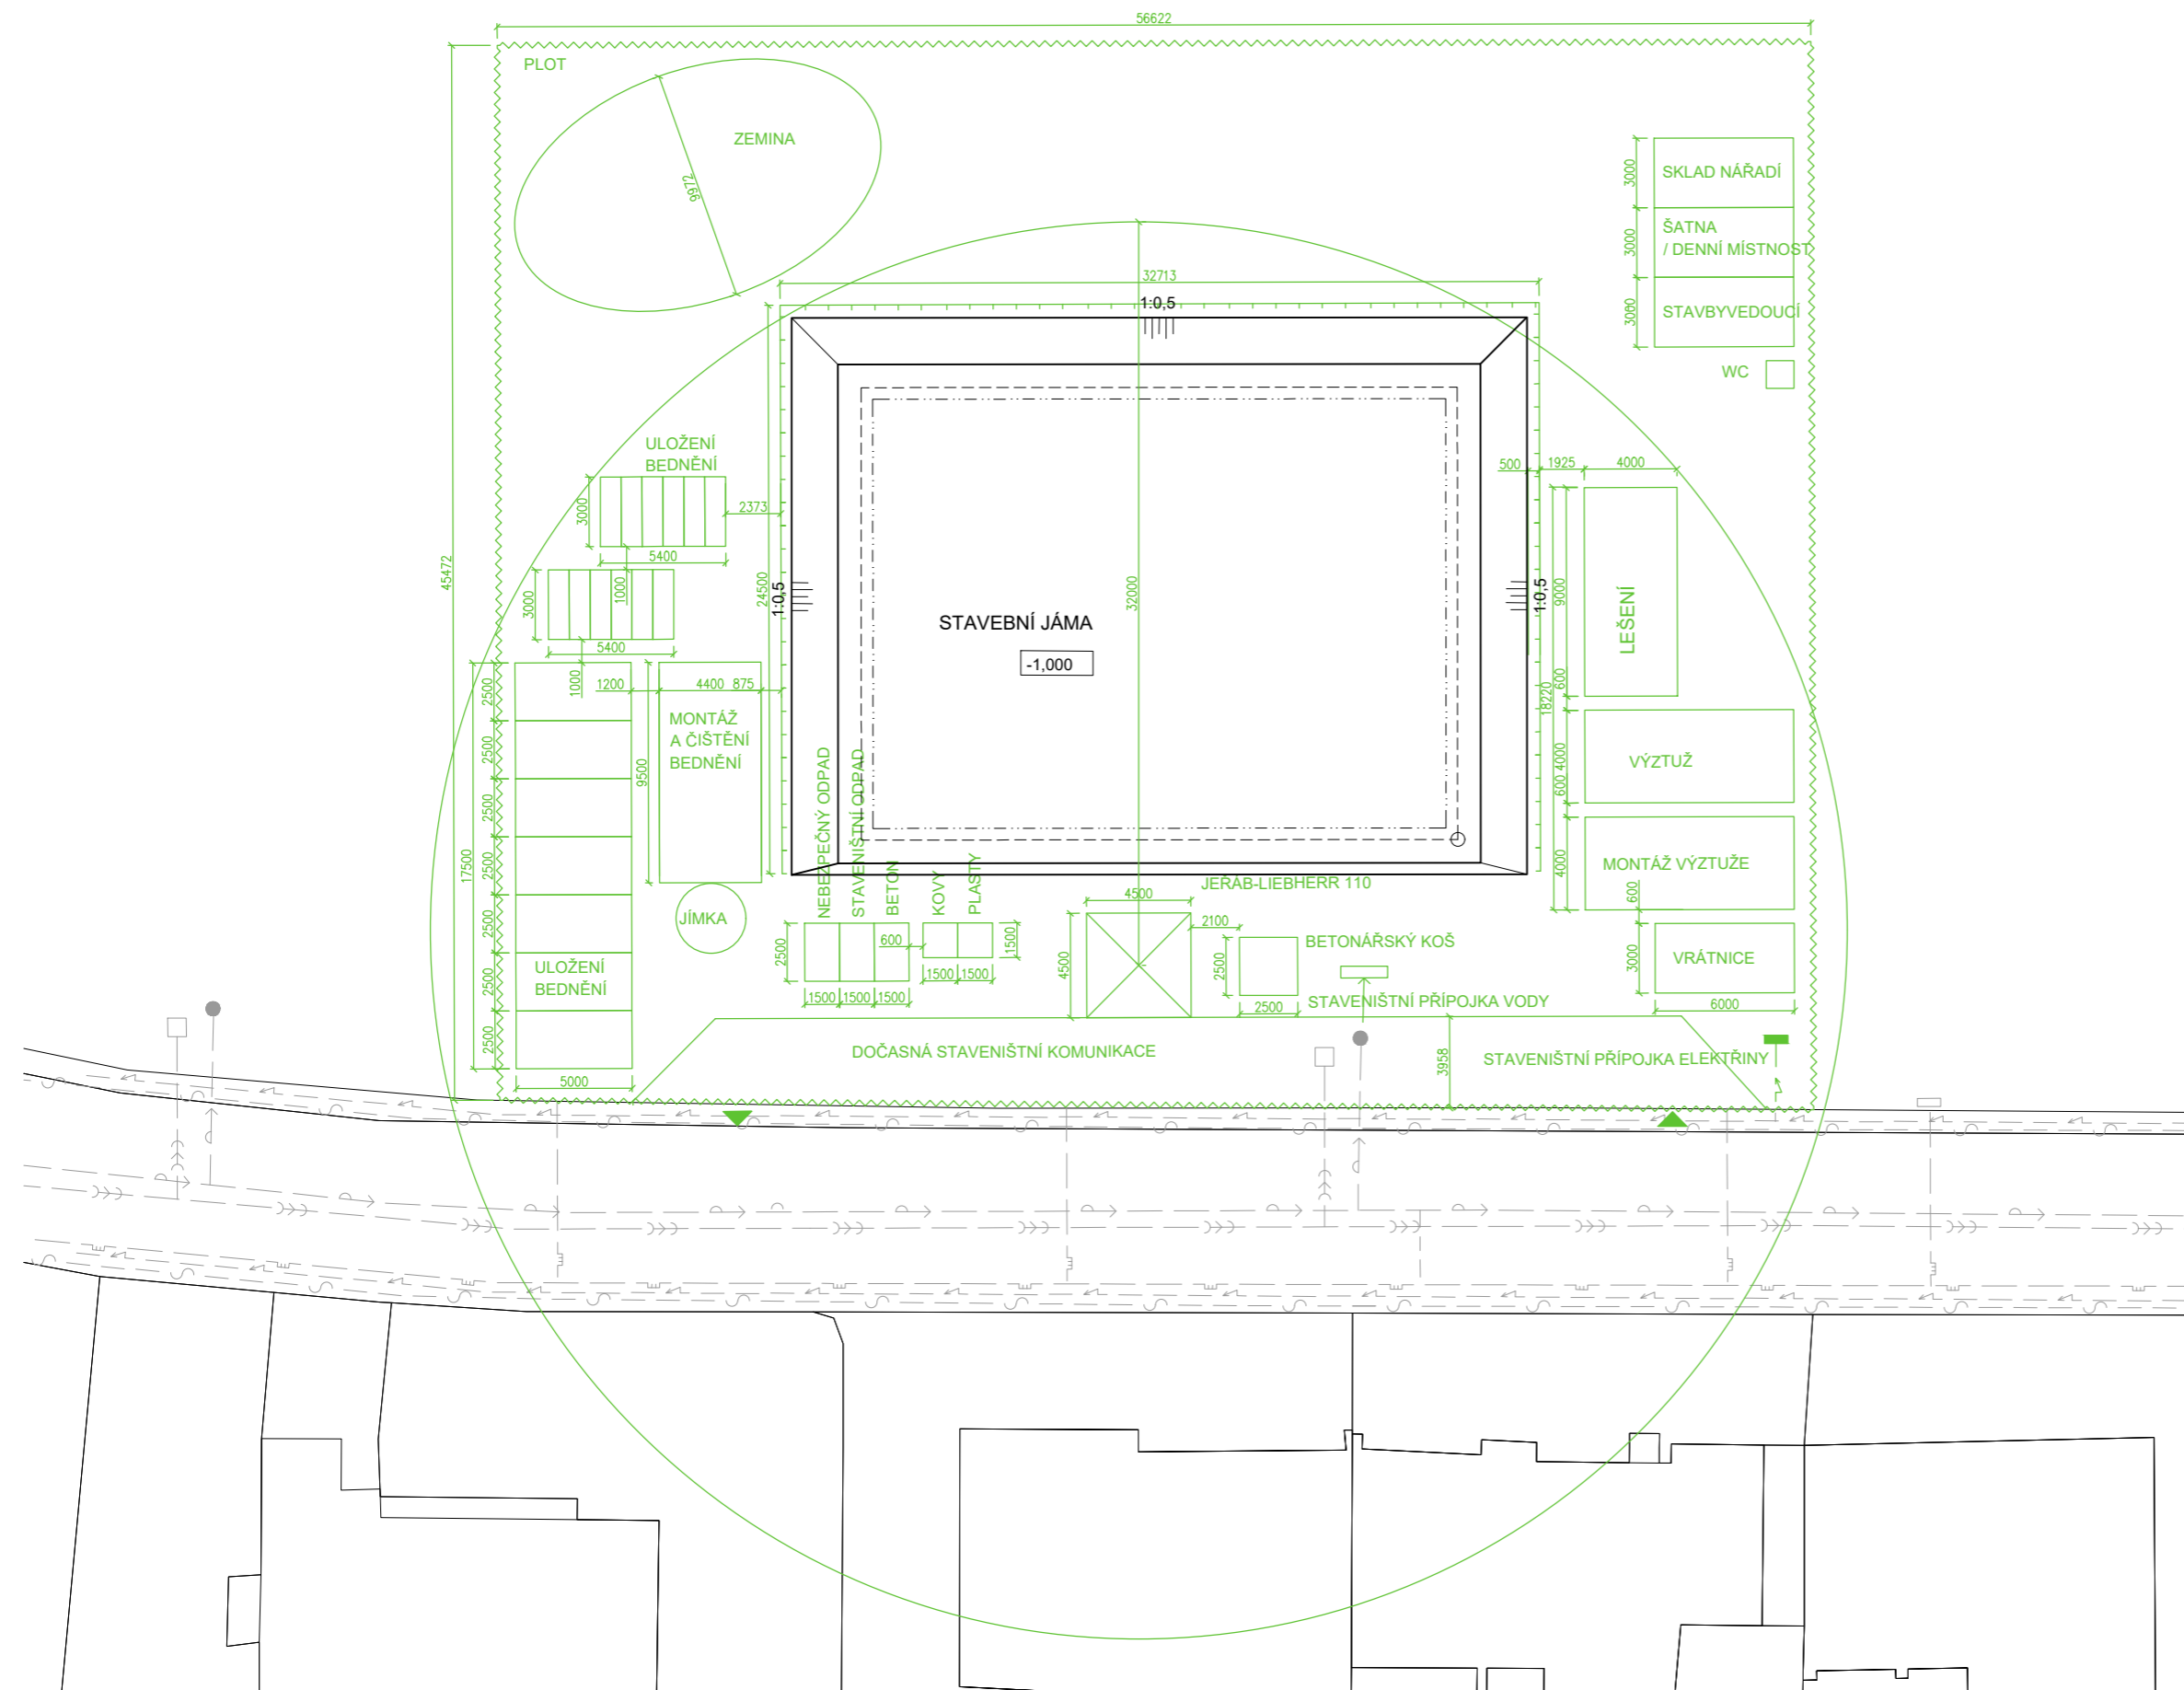 56622
PLOT
ZEMINA
9972
45472
SKLAD NÁŘADÍ
3000
ŠATNA
/ DENNÍ MÍSTNOST
3000
STAVBYVEDOUCÍ
3000
WC
32713
1:0,5
ULOŽENÍ
BEDNĚNÍ
3000
2373
5400
1000
3000
5400
1000
24500
1:0,5
32000
STAVEBNÍ JÁMA
-1,000
1:0,5
500
1925
4000
9000
LEŠENÍ
600
18220
VÝZTUŽ
4000
600
MONTÁŽ VÝZTUŽE
4000
600
VRÁTNICE
3000
6000
17500
2500
2500
2500
2500
2500
2500
2500
1200
4400
875
MONTÁŽ
A ČIŠTĚNÍ
BEDNĚNÍ
9500
JÍMKA
ULOŽENÍ
BEDNĚNÍ
5000
NEBEZPEČNÝ ODPAD
STAVENIŠTNÍ ODPAD
BETON
KOVY
PLASTY
2500
600
1500
1500
1500
1500
1500
1500
JEŘÁB-LIEBHERR 110
4500
4500
2100
2500
2500
BETONÁŘSKÝ KOŠ
STAVENIŠTNÍ PŘÍPOJKA VODY
DOČASNÁ STAVENIŠTNÍ KOMUNIKACE
3958
STAVENIŠTNÍ PŘÍPOJKA ELEKTŘINY